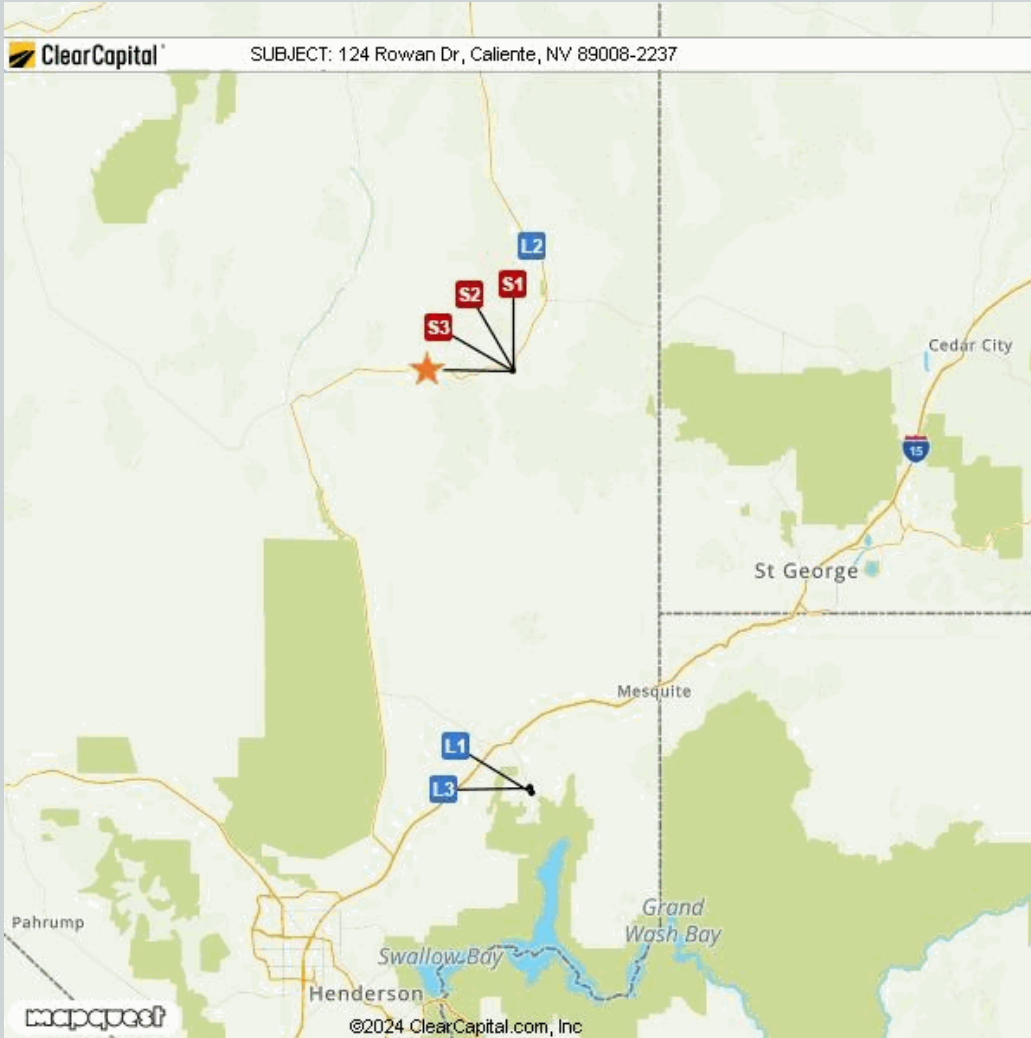 ClearCapital
SUBJECT: 124 Rowan Dr, Caliente, NV 89008-2237
L2
S1
S2
S3
Cedar City
15
St George
Mesquite
L1
L3
Pahrump
Grand
Wash Bay
Swallow Bay
Henderson
mapquest
©2024 ClearCapital.com, Inc